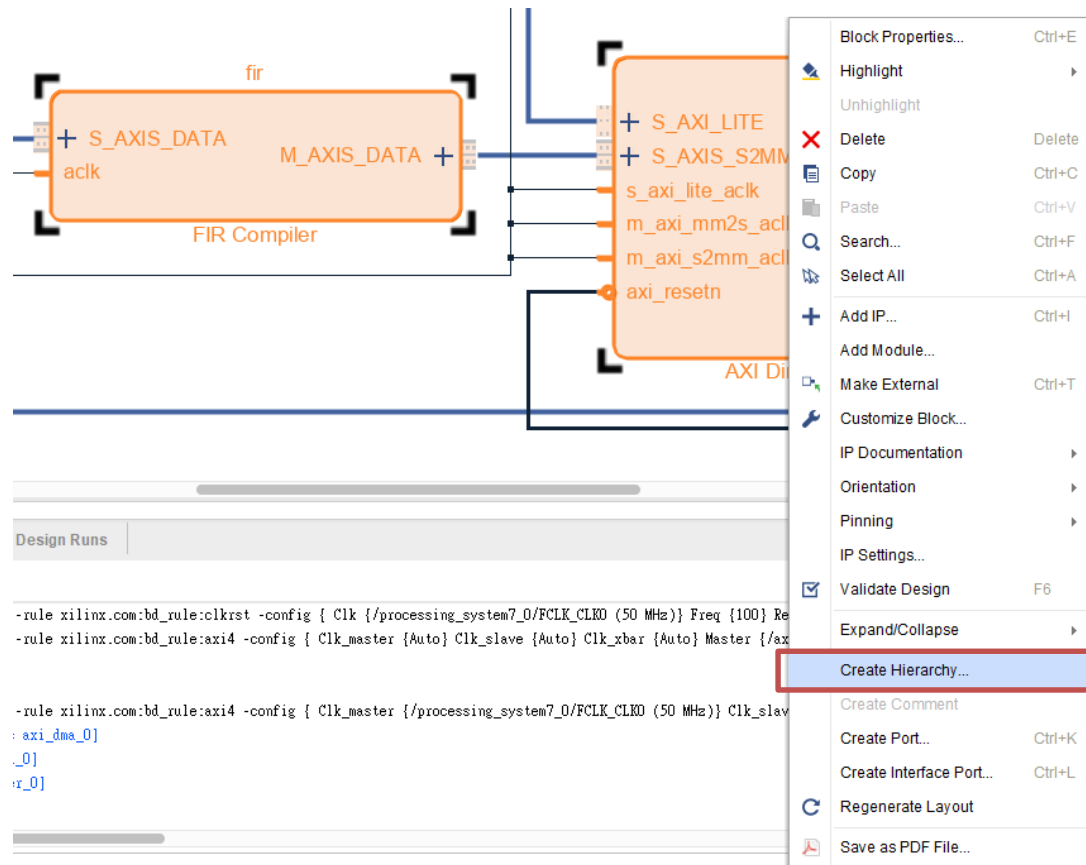 fir
S_AXIS_DATA
M_AXIS_DATA
aclk
FIR Compiler
S_AXI_LITE
S_AXIS_S2MM
s_axi_lite_aclk
m_axi_mm2s_acl
m_axi_s2mm_acl
axi_resetn
AXI Di
Design Runs
-rule xilinx.com:bd_rule:clkrst -config { Clk {/processing_system7_0/FCLK_CLK0 (50 MHz)} Freq {100} Re
-rule xilinx.com:bd_rule:axi4 -config { Clk_master {Auto} Clk_slave {Auto} Clk_xbar {Auto} Master {/ax
-rule xilinx.com:bd_rule:axi4 -config { Clk_master {/processing_system7_0/FCLK_CLK0 (50 MHz)} Clk_slav
: axi_dma_0]
_0]
r_0]
Block Properties... Ctrl+E
Highlight
Unhighlight
Delete Delete
Copy Ctrl+C
Paste Ctrl+V
Search... Ctrl+F
Select All Ctrl+A
Add IP... Ctrl+I
Add Module...
Make External Ctrl+T
Customize Block...
IP Documentation
Orientation
Pinning
IP Settings...
Validate Design F6
Expand/Collapse
Create Hierarchy...
Create Comment
Create Port... Ctrl+K
Create Interface Port... Ctrl+L
Regenerate Layout
Save as PDF File...